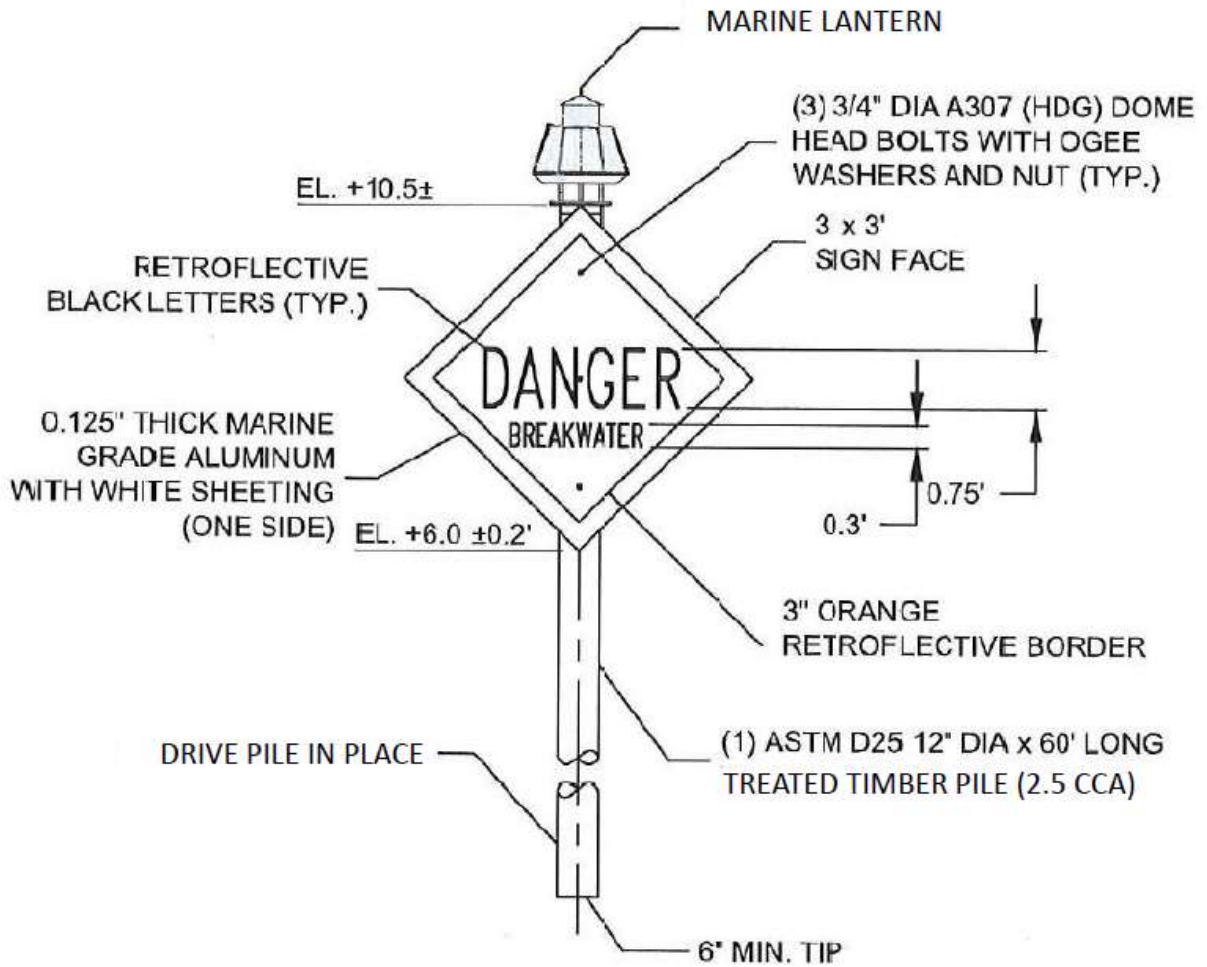 MARINE LANTERN
(3) 3/4" DIA A307 (HDG) DOME
HEAD BOLTS WITH OGEE
WASHERS AND NUT (TYP.)
EL. +10.5±
3 x 3'
SIGN FACE
RETROFLECTIVE
BLACK LETTERS (TYP.)
DANGER
BREAKWATER
0.125" THICK MARINE
GRADE ALUMINUM
WITH WHITE SHEETING
(ONE SIDE)
0.75'
0.3'
EL. +6.0 ±0.2'
3" ORANGE
RETROFLECTIVE BORDER
DRIVE PILE IN PLACE
(1) ASTM D25 12" DIA x 60' LONG
TREATED TIMBER PILE (2.5 CCA)
6" MIN. TIP